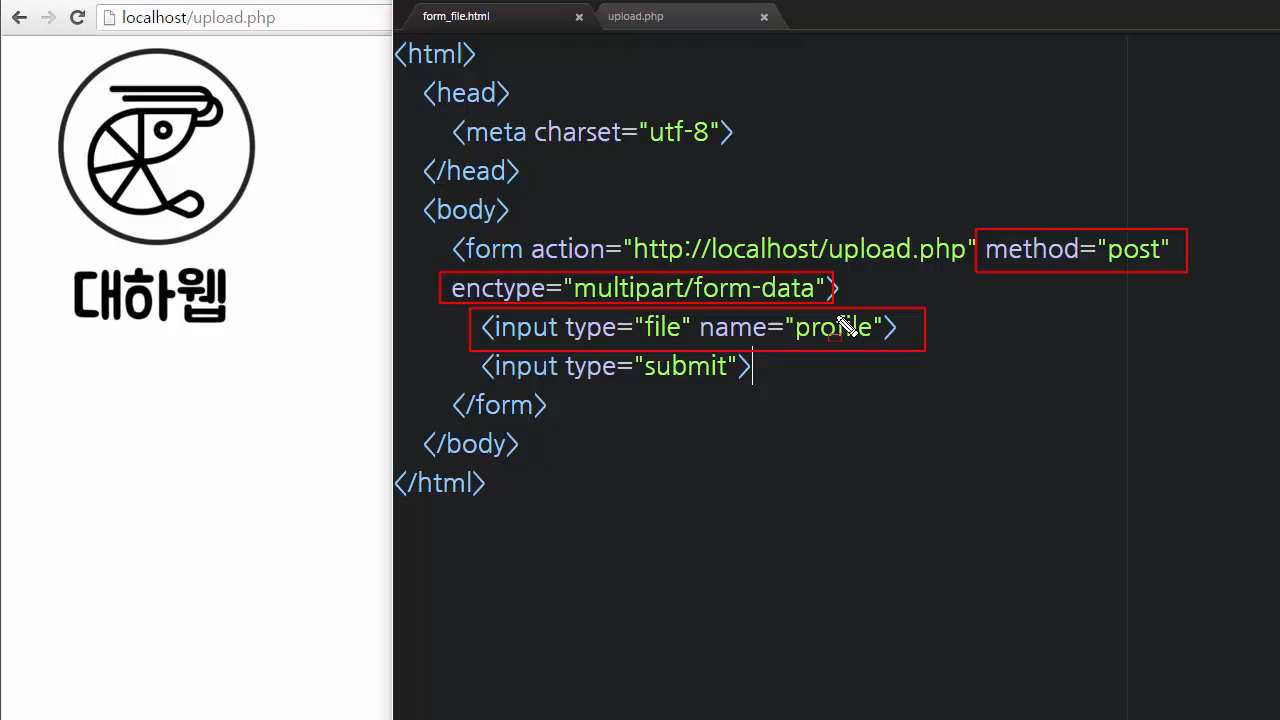 localhost/upload.php
대하웹
form_file.html
upload.php
<html>
<head>
<meta charset="utf-8">
</head>
<body>
<form action="http://localhost/upload.php" method="post"
enctype="multipart/form-data">
<input type="file" name="profile">
<input type="submit">
</form>
</body>
</html>